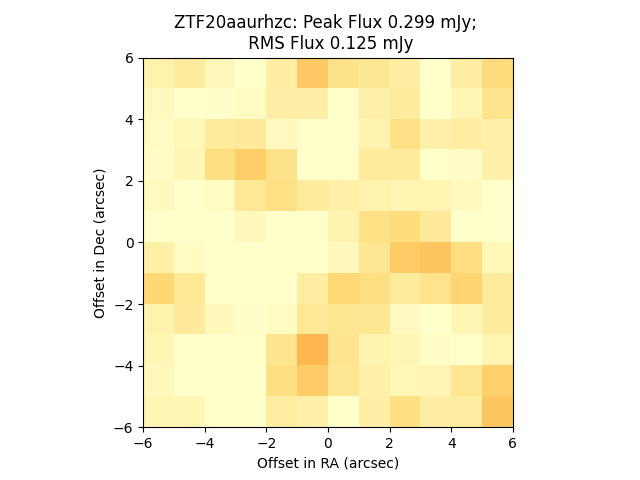 ZTF20aaurhzc: Peak Flux 0.299 mJy;
RMS Flux 0.125 mJy
6
4
2
0
−2
−4
−6
Offset in Dec (arcsec)
−6 −4 −2 0 2 4 6
Offset in RA (arcsec)